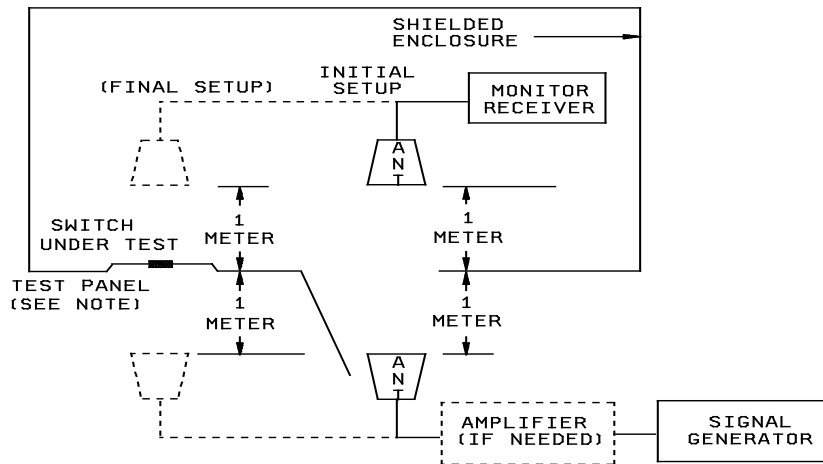 SHIELDED
ENCLOSURE
INITIAL
SETUP
(FINAL SETUP)
MONITOR
RECEIVER
ANT
1
METER
1
METER
SWITCH
UNDER TEST
TEST PANEL
(SEE NOTE)
1
METER
1
METER
ANT
AMPLIFIER
(IF NEEDED)
SIGNAL
GENERATOR